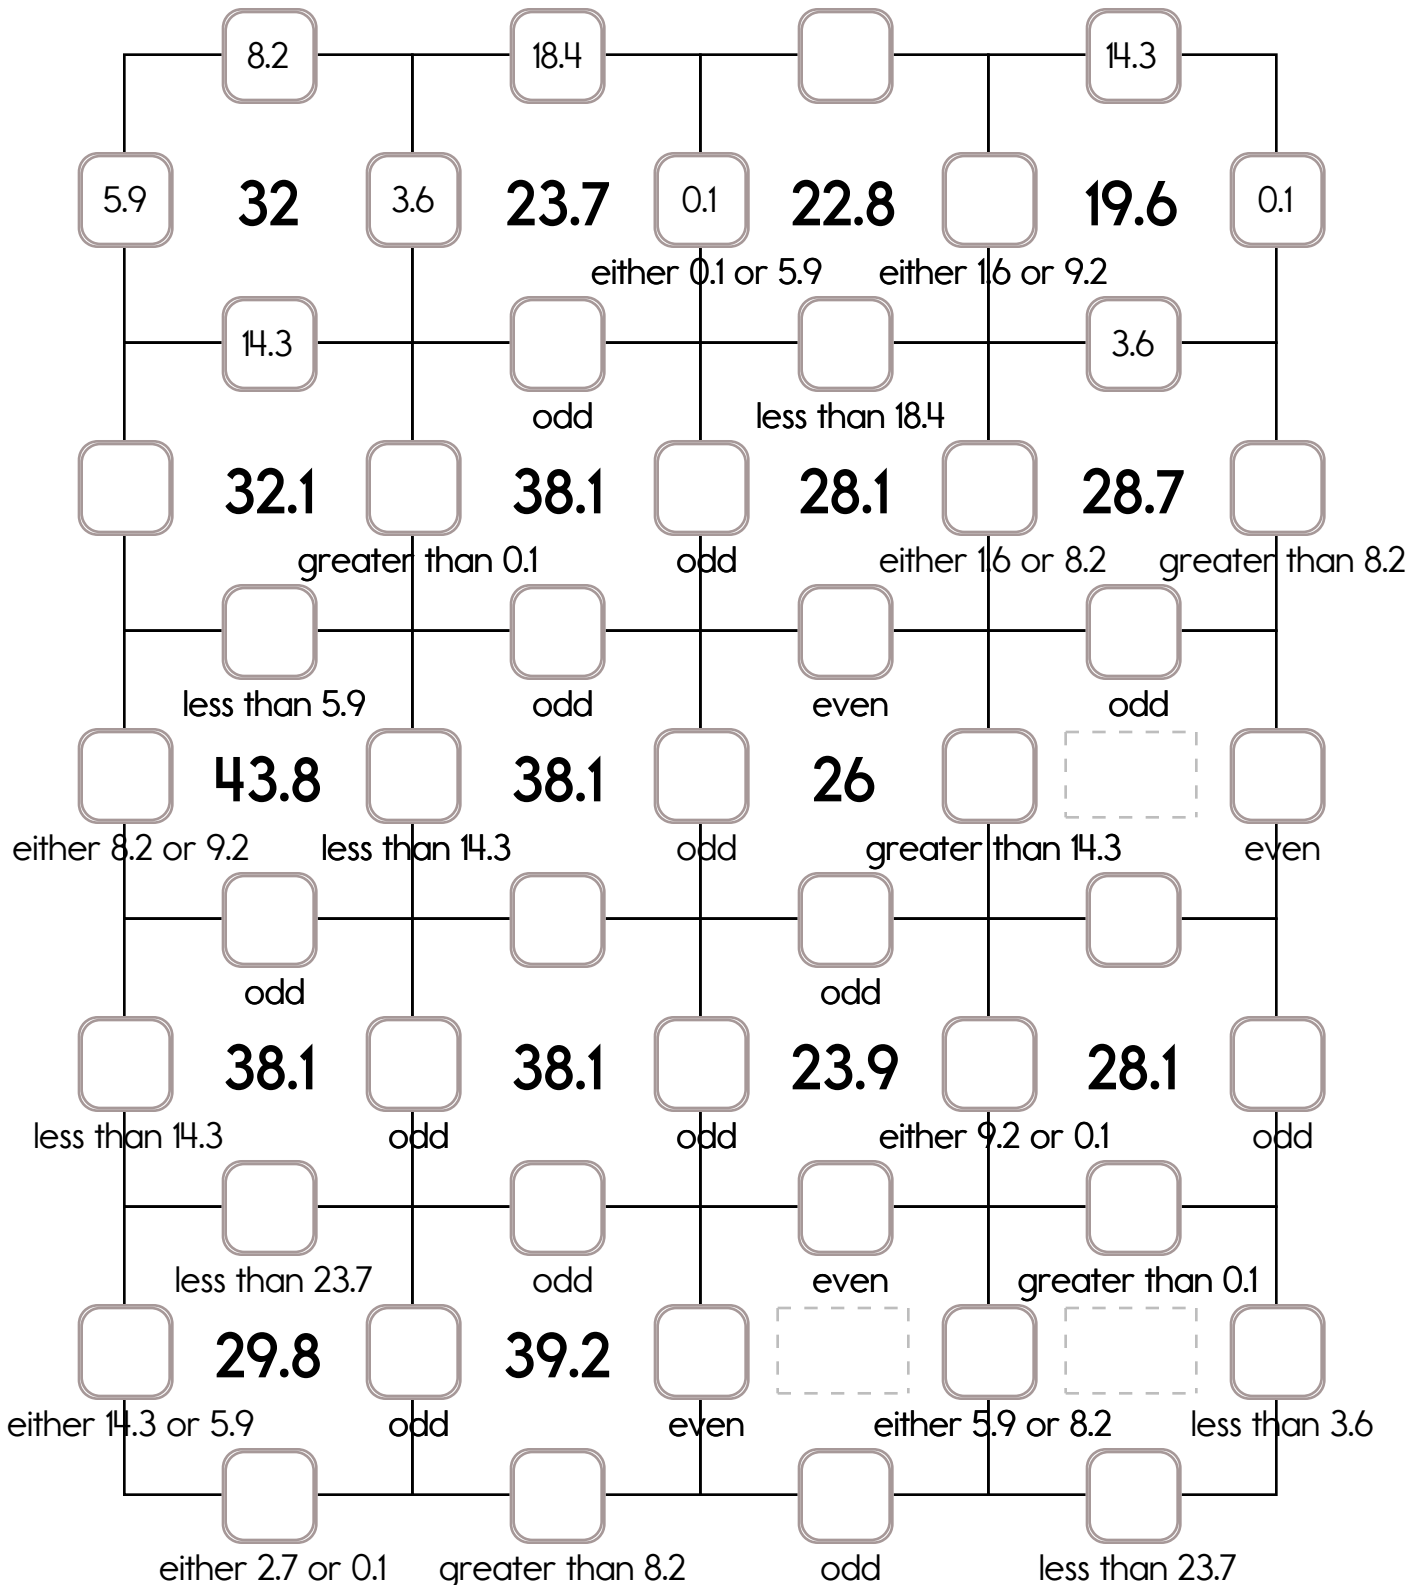 8.2 18.4 14.3
5.9 32 3.6 23.7 0.1 22.8 19.6 0.1
either 0.1 or 5.9 either 1.6 or 9.2
14.3 3.6
odd less than 18.4
32.1 38.1 28.1 28.7
greater than 0.1 odd either 1.6 or 8.2 greater than 8.2
less than 5.9 odd even odd
43.8 38.1 26
either 8.2 or 9.2 less than 14.3 odd greater than 14.3 even
odd odd
38.1 38.1 23.9 28.1
less than 14.3 odd odd either 9.2 or 0.1 odd
less than 23.7 odd even greater than 0.1
29.8 39.2
either 14.3 or 5.9 odd even either 5.9 or 8.2 less than 3.6
either 2.7 or 0.1 greater than 8.2 odd less than 23.7